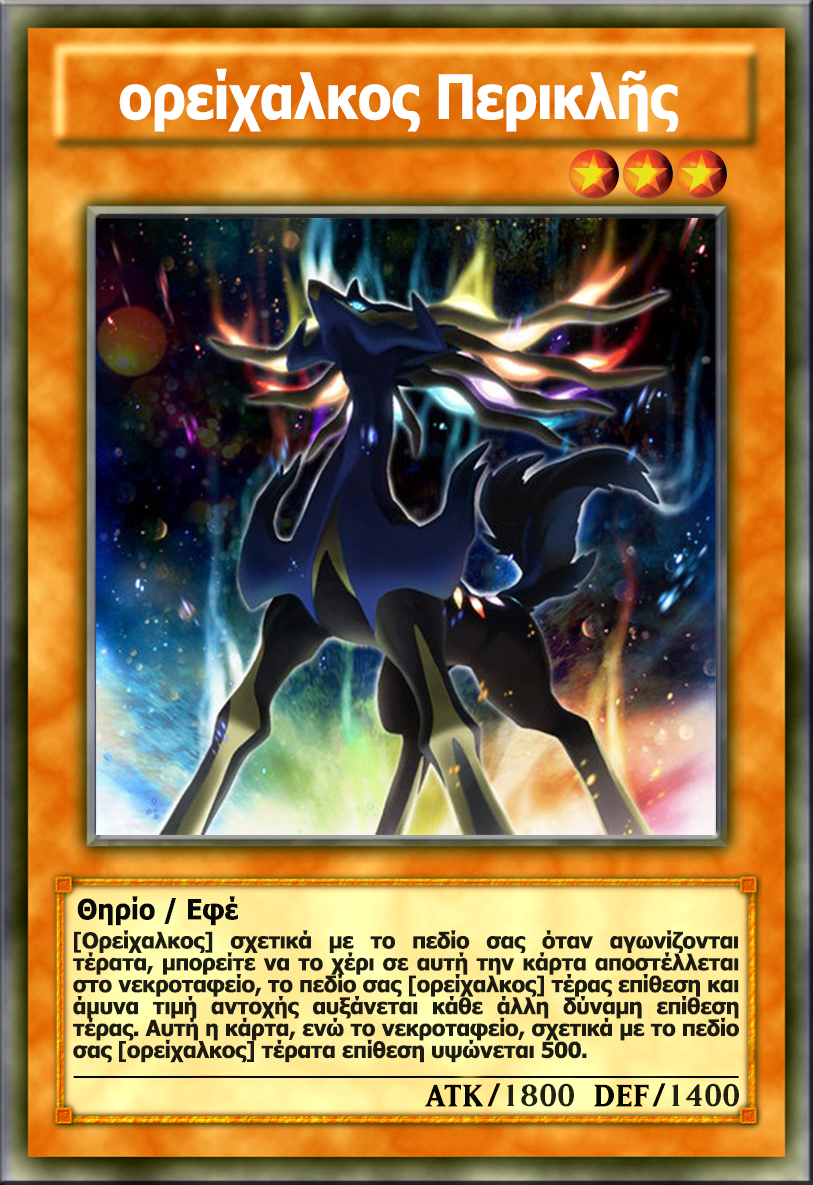 ορείχαλκος Περικλῆς
Θηρίο / Εφέ
[Ορείχαλκος] σχετικά με το πεδίο σας όταν αγωνίζονται
τέρατα, μπορείτε να το χέρι σε αυτή την κάρτα αποστέλλεται
στο νεκροταφείο, το πεδίο σας [ορείχαλκος] τέρας επίθεση και
άμυνα τιμή αντοχής αυξάνεται κάθε άλλη δύναμη επίθεση
τέρας. Αυτή η κάρτα, ενώ το νεκροταφείο, σχετικά με το πεδίο
σας [ορείχαλκος] τέρατα επίθεση υψώνεται 500.
ATK/1800 DEF/1400